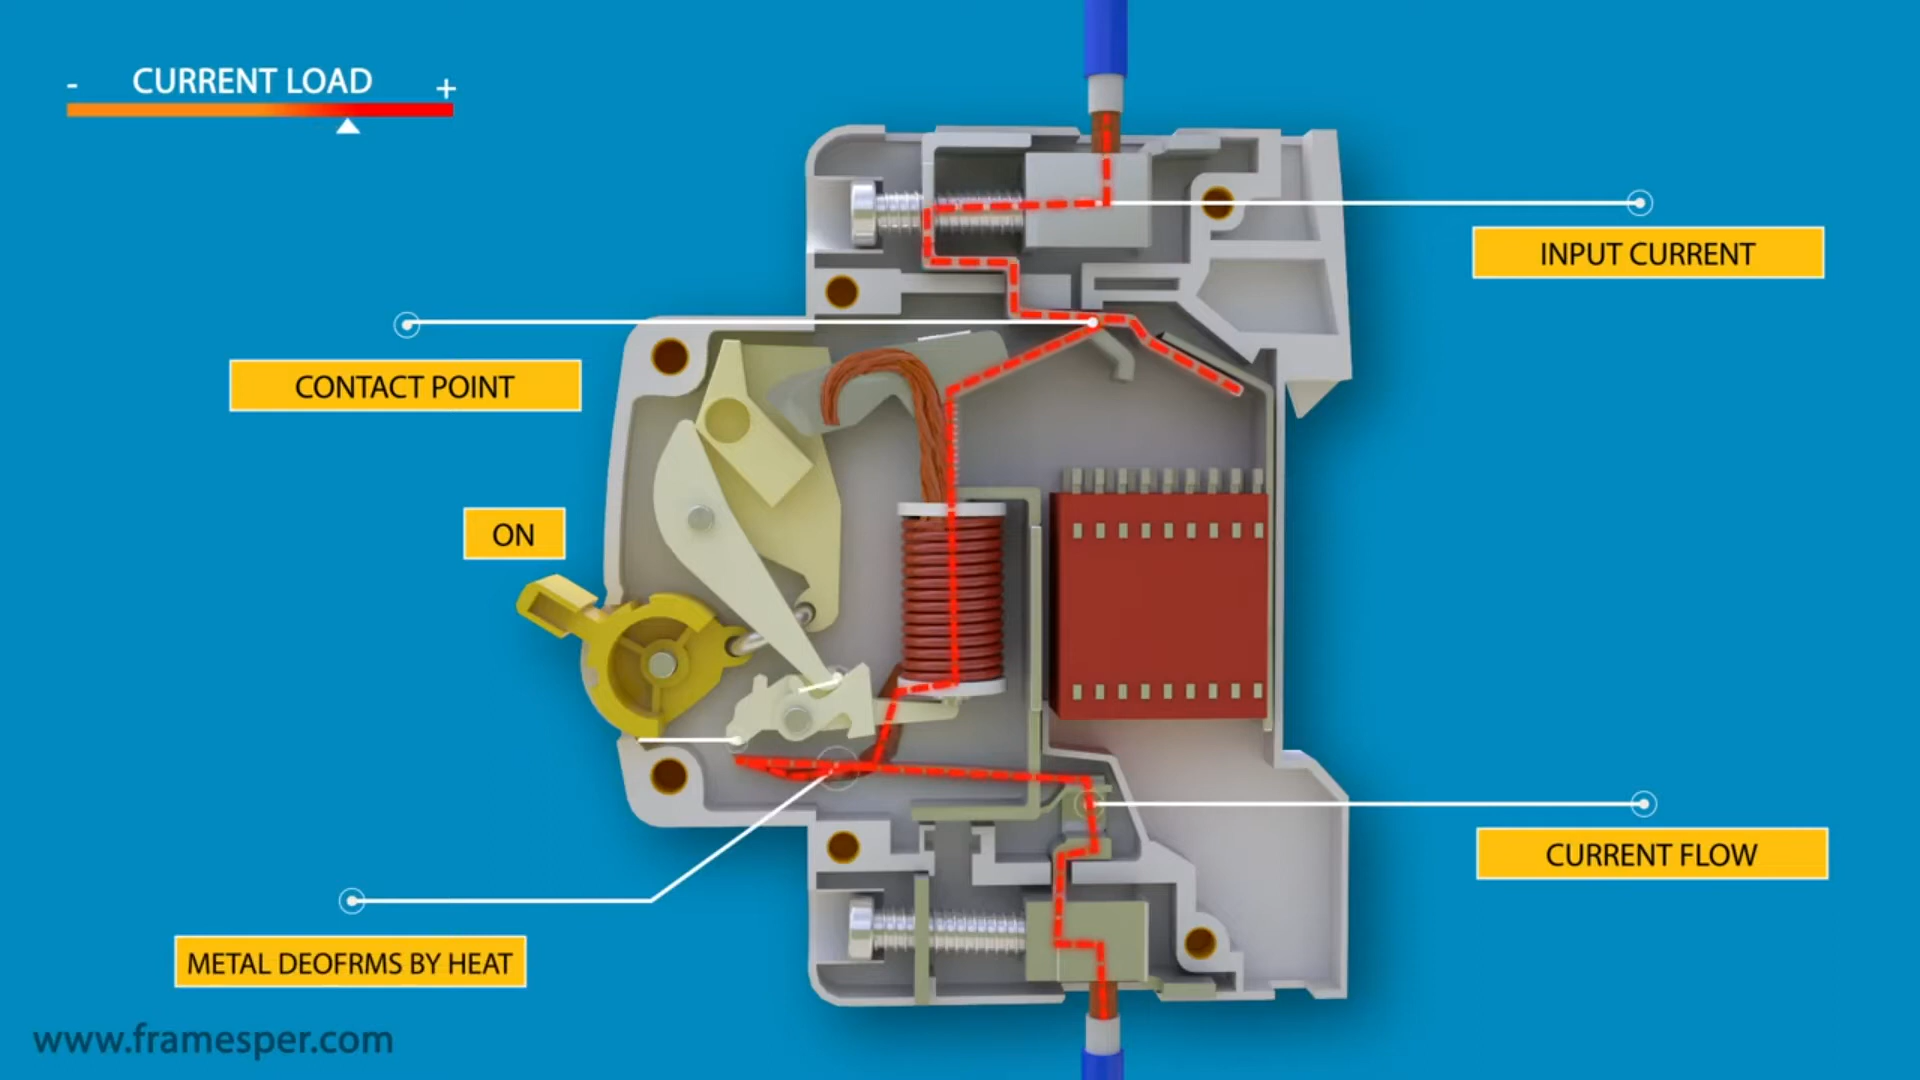 - CURRENT LOAD +
INPUT CURRENT
CONTACT POINT
ON
CURRENT FLOW
METAL DEOFRMS BY HEAT
www.framesper.com